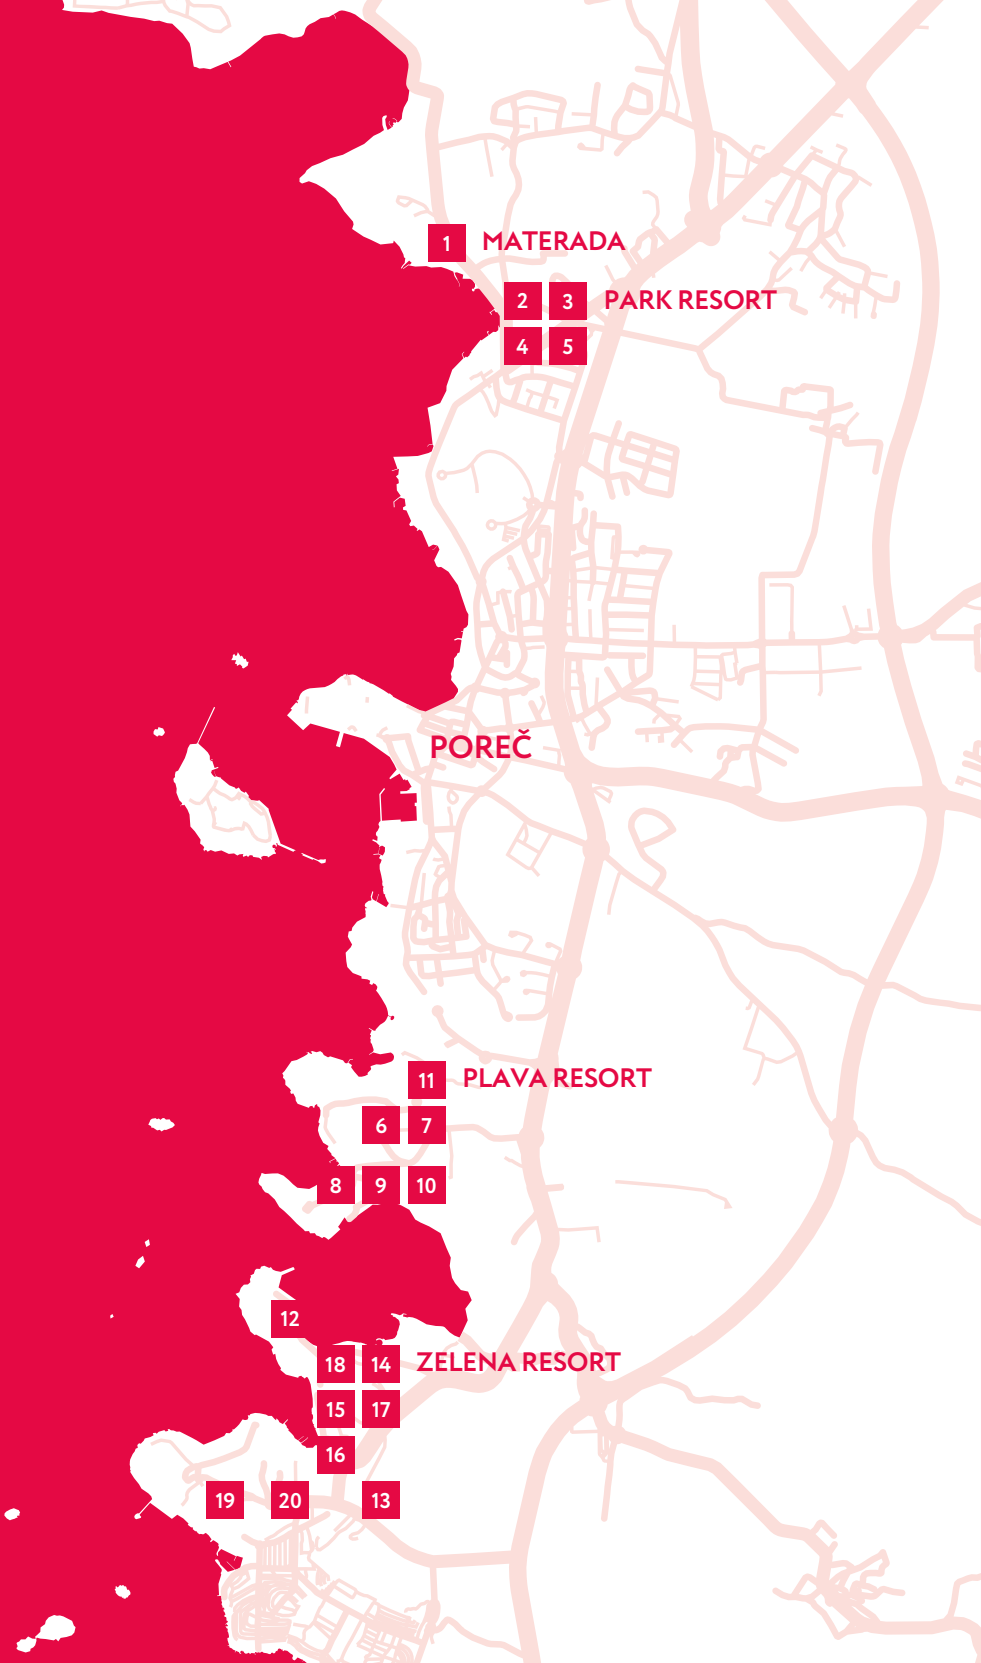 1 MATERADA
2 3 PARK RESORT
4 5
POREČ
11 PLAVA RESORT
6 7
8 9 10
12
18 14 ZELENA RESORT
15 17
16
19 20 13